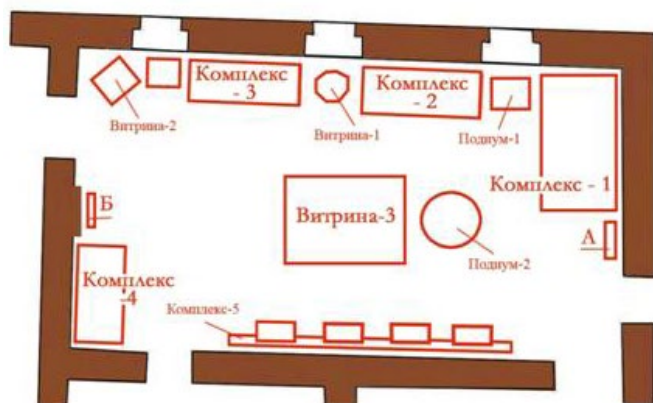 Комплекс
- 3
Комплекс
- 2
Витрина-2
Витрина-1
Подиум-1
Комплекс - 1
Б
Витрина-3
А
Комплекс
-4
Подиум-2
Комплекс-5